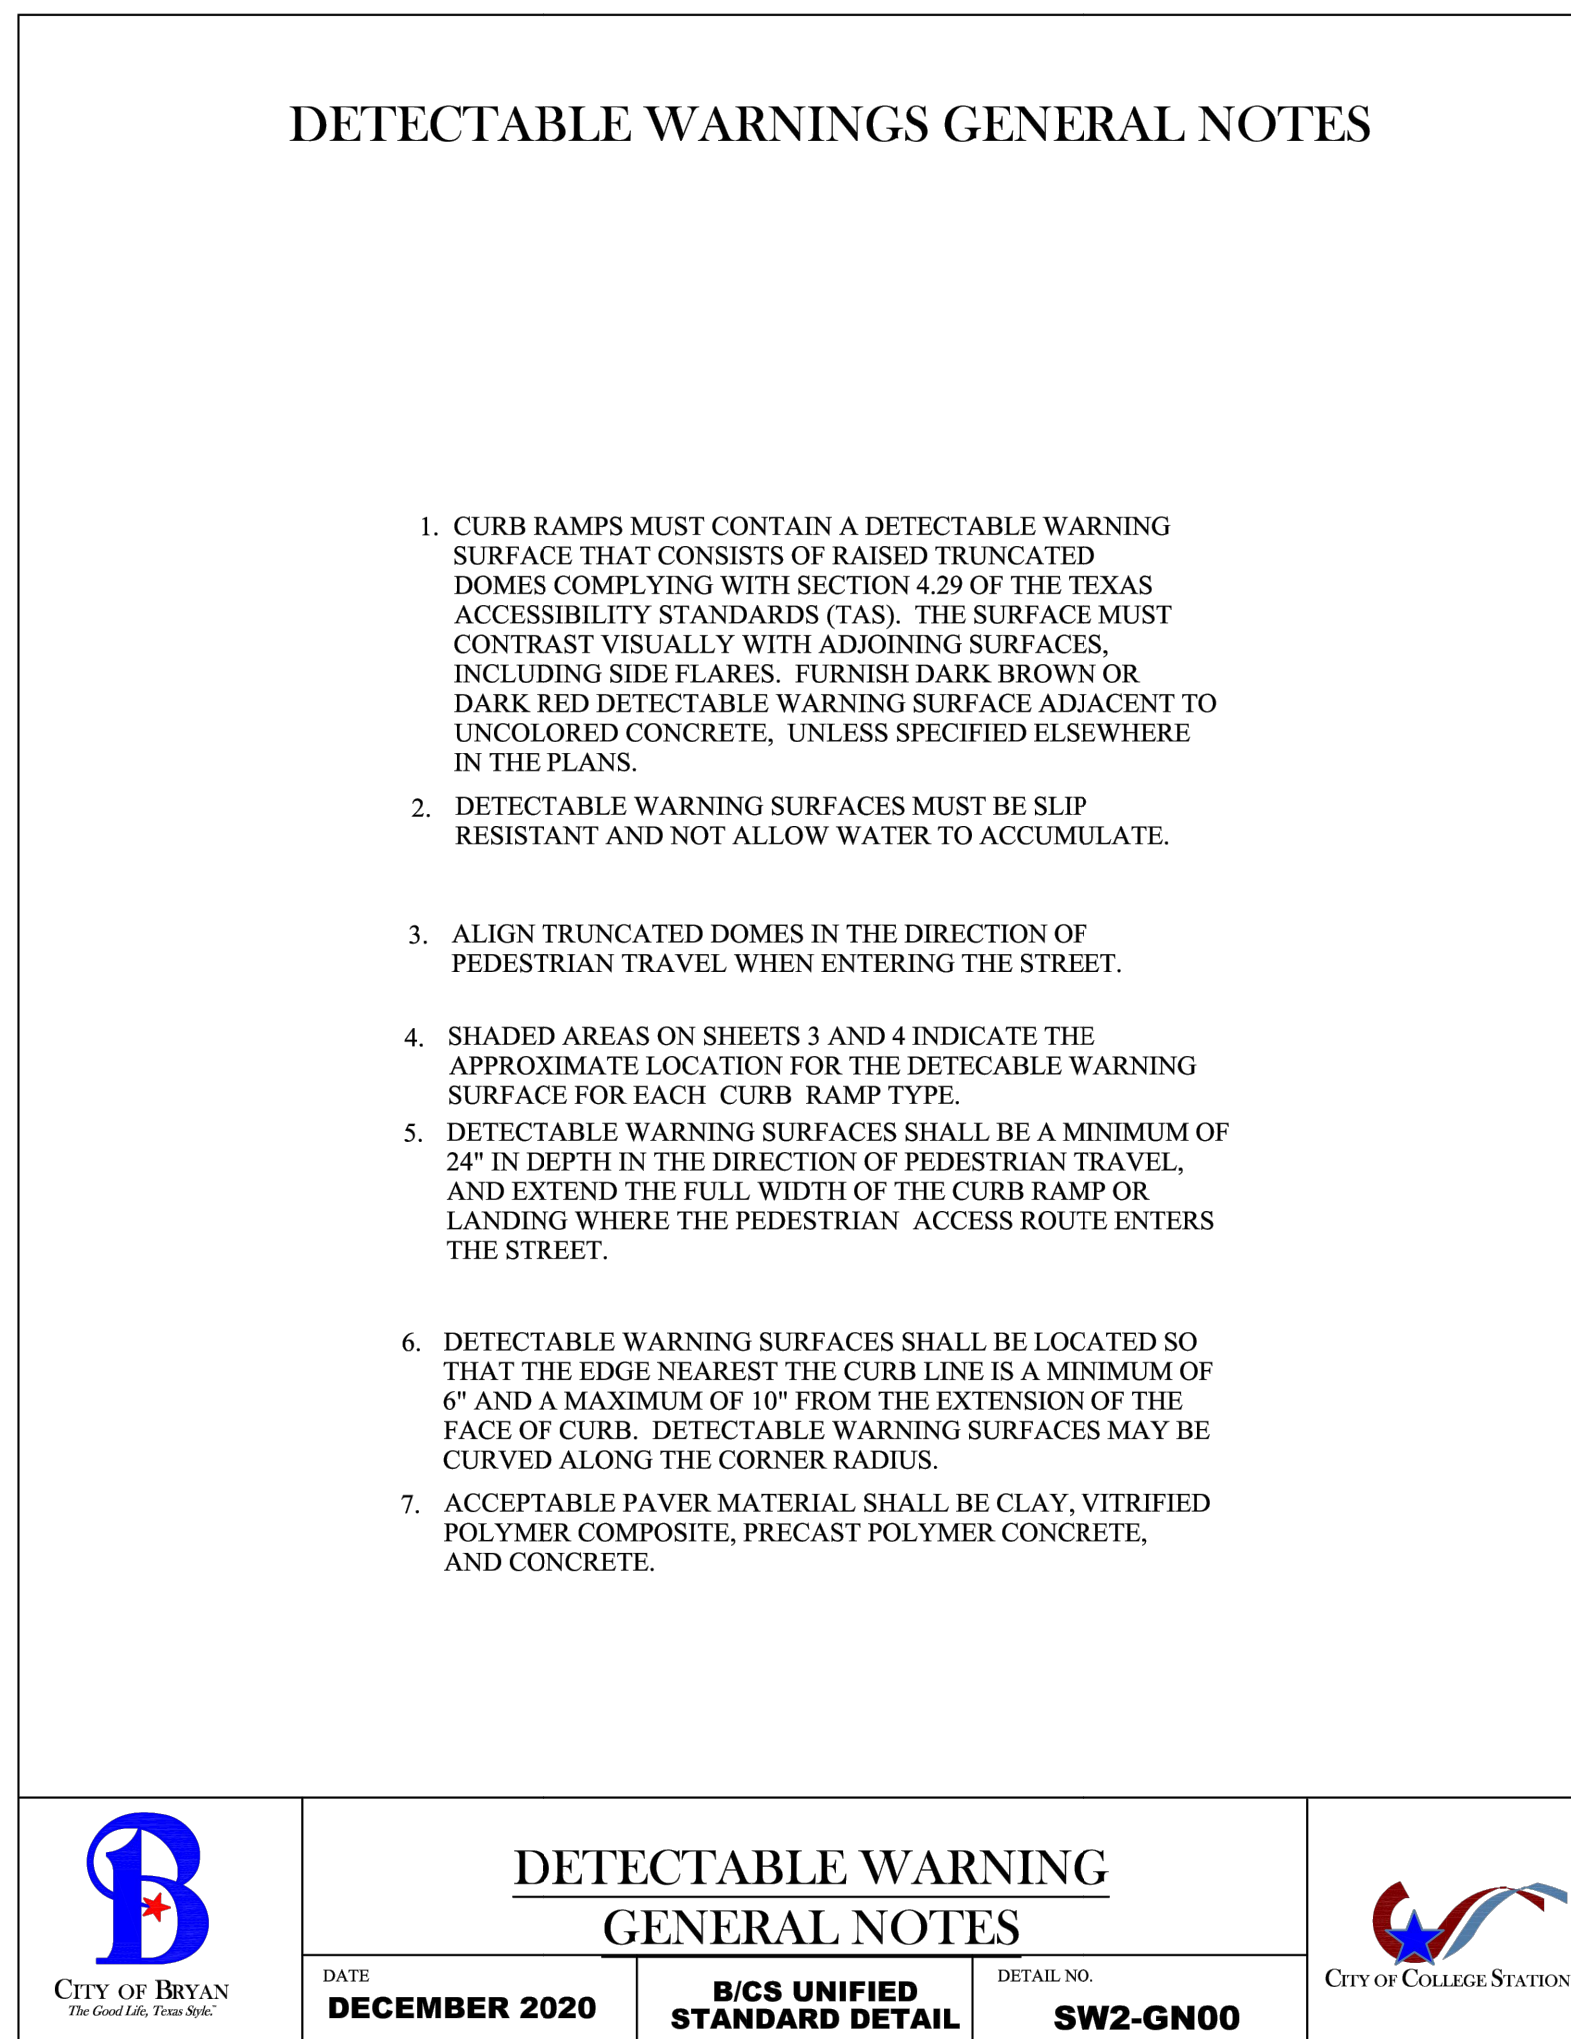 DETECTABLE WARNINGS GENERAL NOTES
1. CURB RAMPS MUST CONTAIN A DETECTABLE WARNING
SURFACE THAT CONSISTS OF RAISED TRUNCATED
DOMES COMPLYING WITH SECTION 4.29 OF THE TEXAS
ACCESSIBILITY STANDARDS (TAS). THE SURFACE MUST
CONTRAST VISUALLY WITH ADJOINING SURFACES,
INCLUDING SIDE FLARES. FURNISH DARK BROWN OR
DARK RED DETECTABLE WARNING SURFACE ADJACENT TO
UNCOLORED CONCRETE, UNLESS SPECIFIED ELSEWHERE
IN THE PLANS.
2. DETECTABLE WARNING SURFACES MUST BE SLIP
RESISTANT AND NOT ALLOW WATER TO ACCUMULATE.
3. ALIGN TRUNCATED DOMES IN THE DIRECTION OF
PEDESTRIAN TRAVEL WHEN ENTERING THE STREET.
4. SHADED AREAS ON SHEETS 3 AND 4 INDICATE THE
APPROXIMATE LOCATION FOR THE DETECABLE WARNING
SURFACE FOR EACH CURB RAMP TYPE.
5. DETECTABLE WARNING SURFACES SHALL BE A MINIMUM OF
24" IN DEPTH IN THE DIRECTION OF PEDESTRIAN TRAVEL,
AND EXTEND THE FULL WIDTH OF THE CURB RAMP OR
LANDING WHERE THE PEDESTRIAN ACCESS ROUTE ENTERS
THE STREET.
6. DETECTABLE WARNING SURFACES SHALL BE LOCATED SO
THAT THE EDGE NEAREST THE CURB LINE IS A MINIMUM OF
6" AND A MAXIMUM OF 10" FROM THE EXTENSION OF THE
FACE OF CURB. DETECTABLE WARNING SURFACES MAY BE
CURVED ALONG THE CORNER RADIUS.
7. ACCEPTABLE PAVER MATERIAL SHALL BE CLAY, VITRIFIED
POLYMER COMPOSITE, PRECAST POLYMER CONCRETE,
AND CONCRETE.
B
CITY OF BRYAN
The Good Life, Texas Style.™
DETECTABLE WARNING
GENERAL NOTES
DATE
DECEMBER 2020
B/CS UNIFIED
STANDARD DETAIL
DETAIL NO.
SW2-GN00
CITY OF COLLEGE STATION